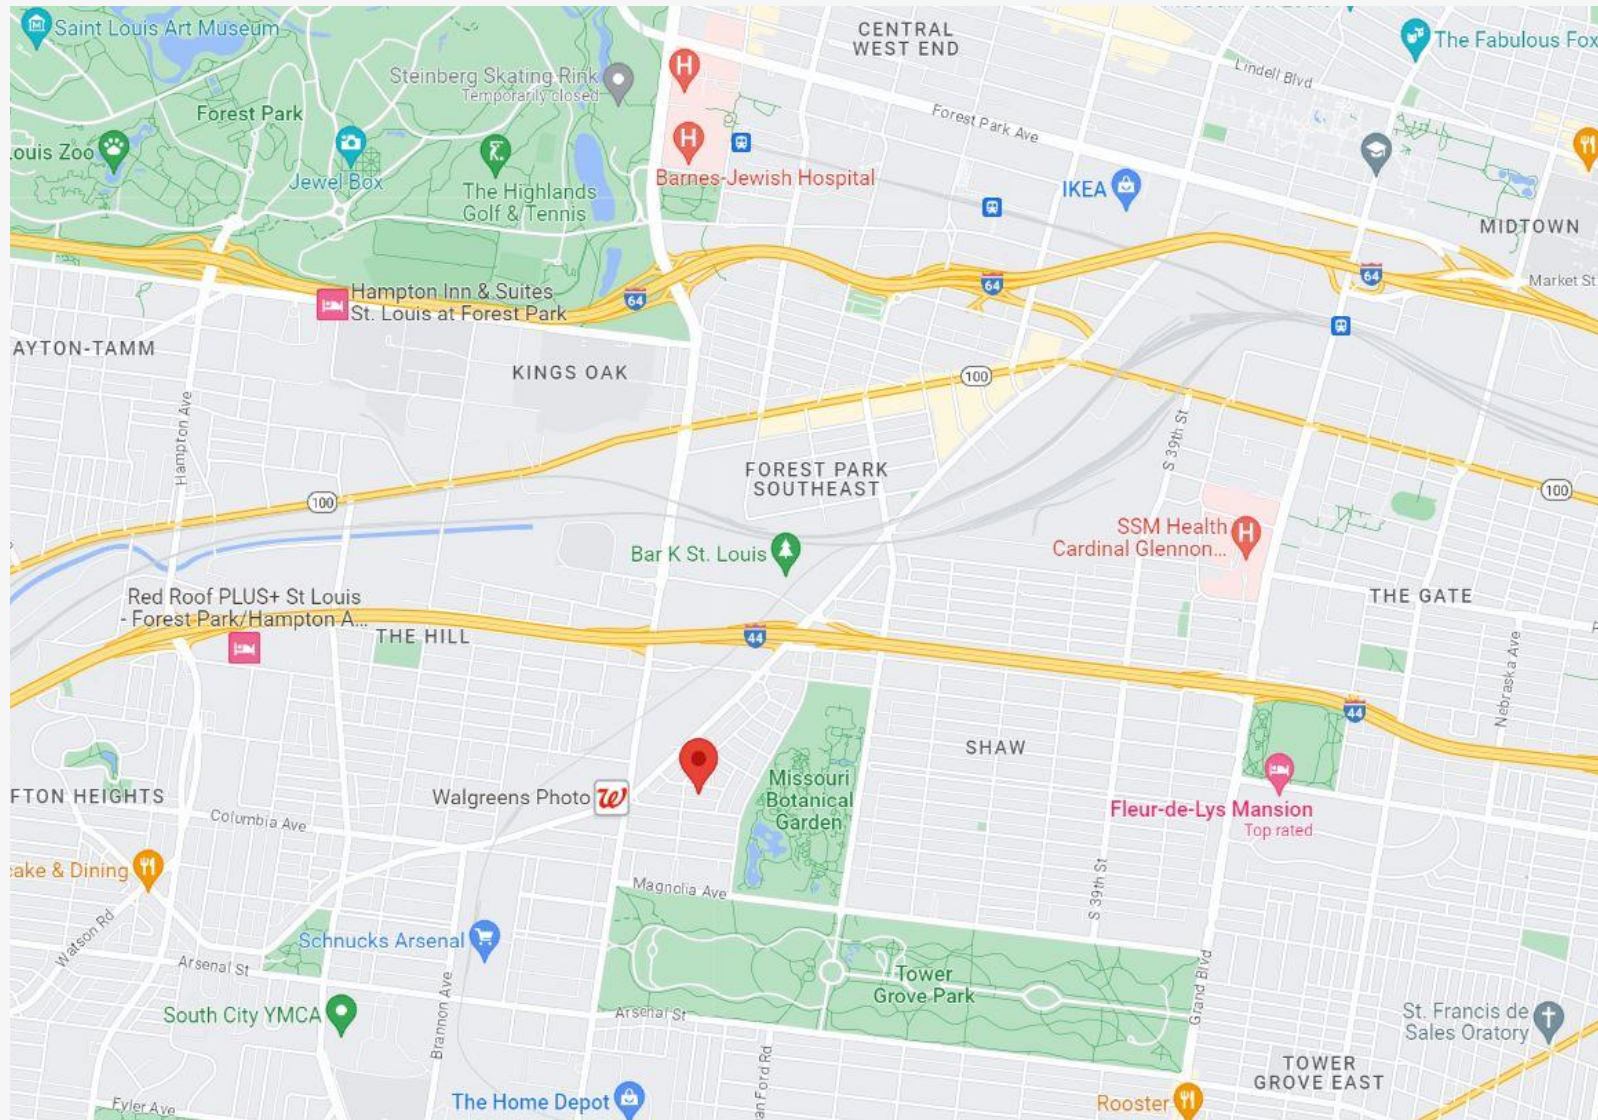 Saint Louis Art Museum
CENTRAL
WEST END
The Fabulous Fox
Steinberg Skating Rink
Temporarily closed
Lindell Blvd
Forest Park
Forest Park Ave
Louis Zoo
Jewel Box
The Highlands
Golf & Tennis
H
H
Barnes-Jewish Hospital
IKEA
MIDTOWN
64
64
64
Market St
Hampton Inn & Suites
St. Louis at Forest Park
AYTON-TAMM
KINGS OAK
100
Hampton Ave
S 39th St
FOREST PARK
SOUTHEAST
100
100
Bar K St. Louis
SSM Health
Cardinal Glennon...
H
THE GATE
Red Roof PLUS+ St Louis
- Forest Park/Hampton A...
THE HILL
44
Nebraska Ave
44
SHAW
Missouri
Botanical
Garden
FTON HEIGHTS
Walgreens Photo
W
Fleur-de-Lys Mansion
Top rated
Columbia Ave
cake & Dining
Magnolia Ave
S 39th St
Watson Rd
Schnucks Arsenal
Arsenal St
Tower
Grove Park
Grand Blvd
South City YMCA
Brannon Ave
Arsenal St
St. Francis de
Sales Oratory
TOWER
GROVE EAST
an Ford Rd
The Home Depot
Rooster
Fyler Ave